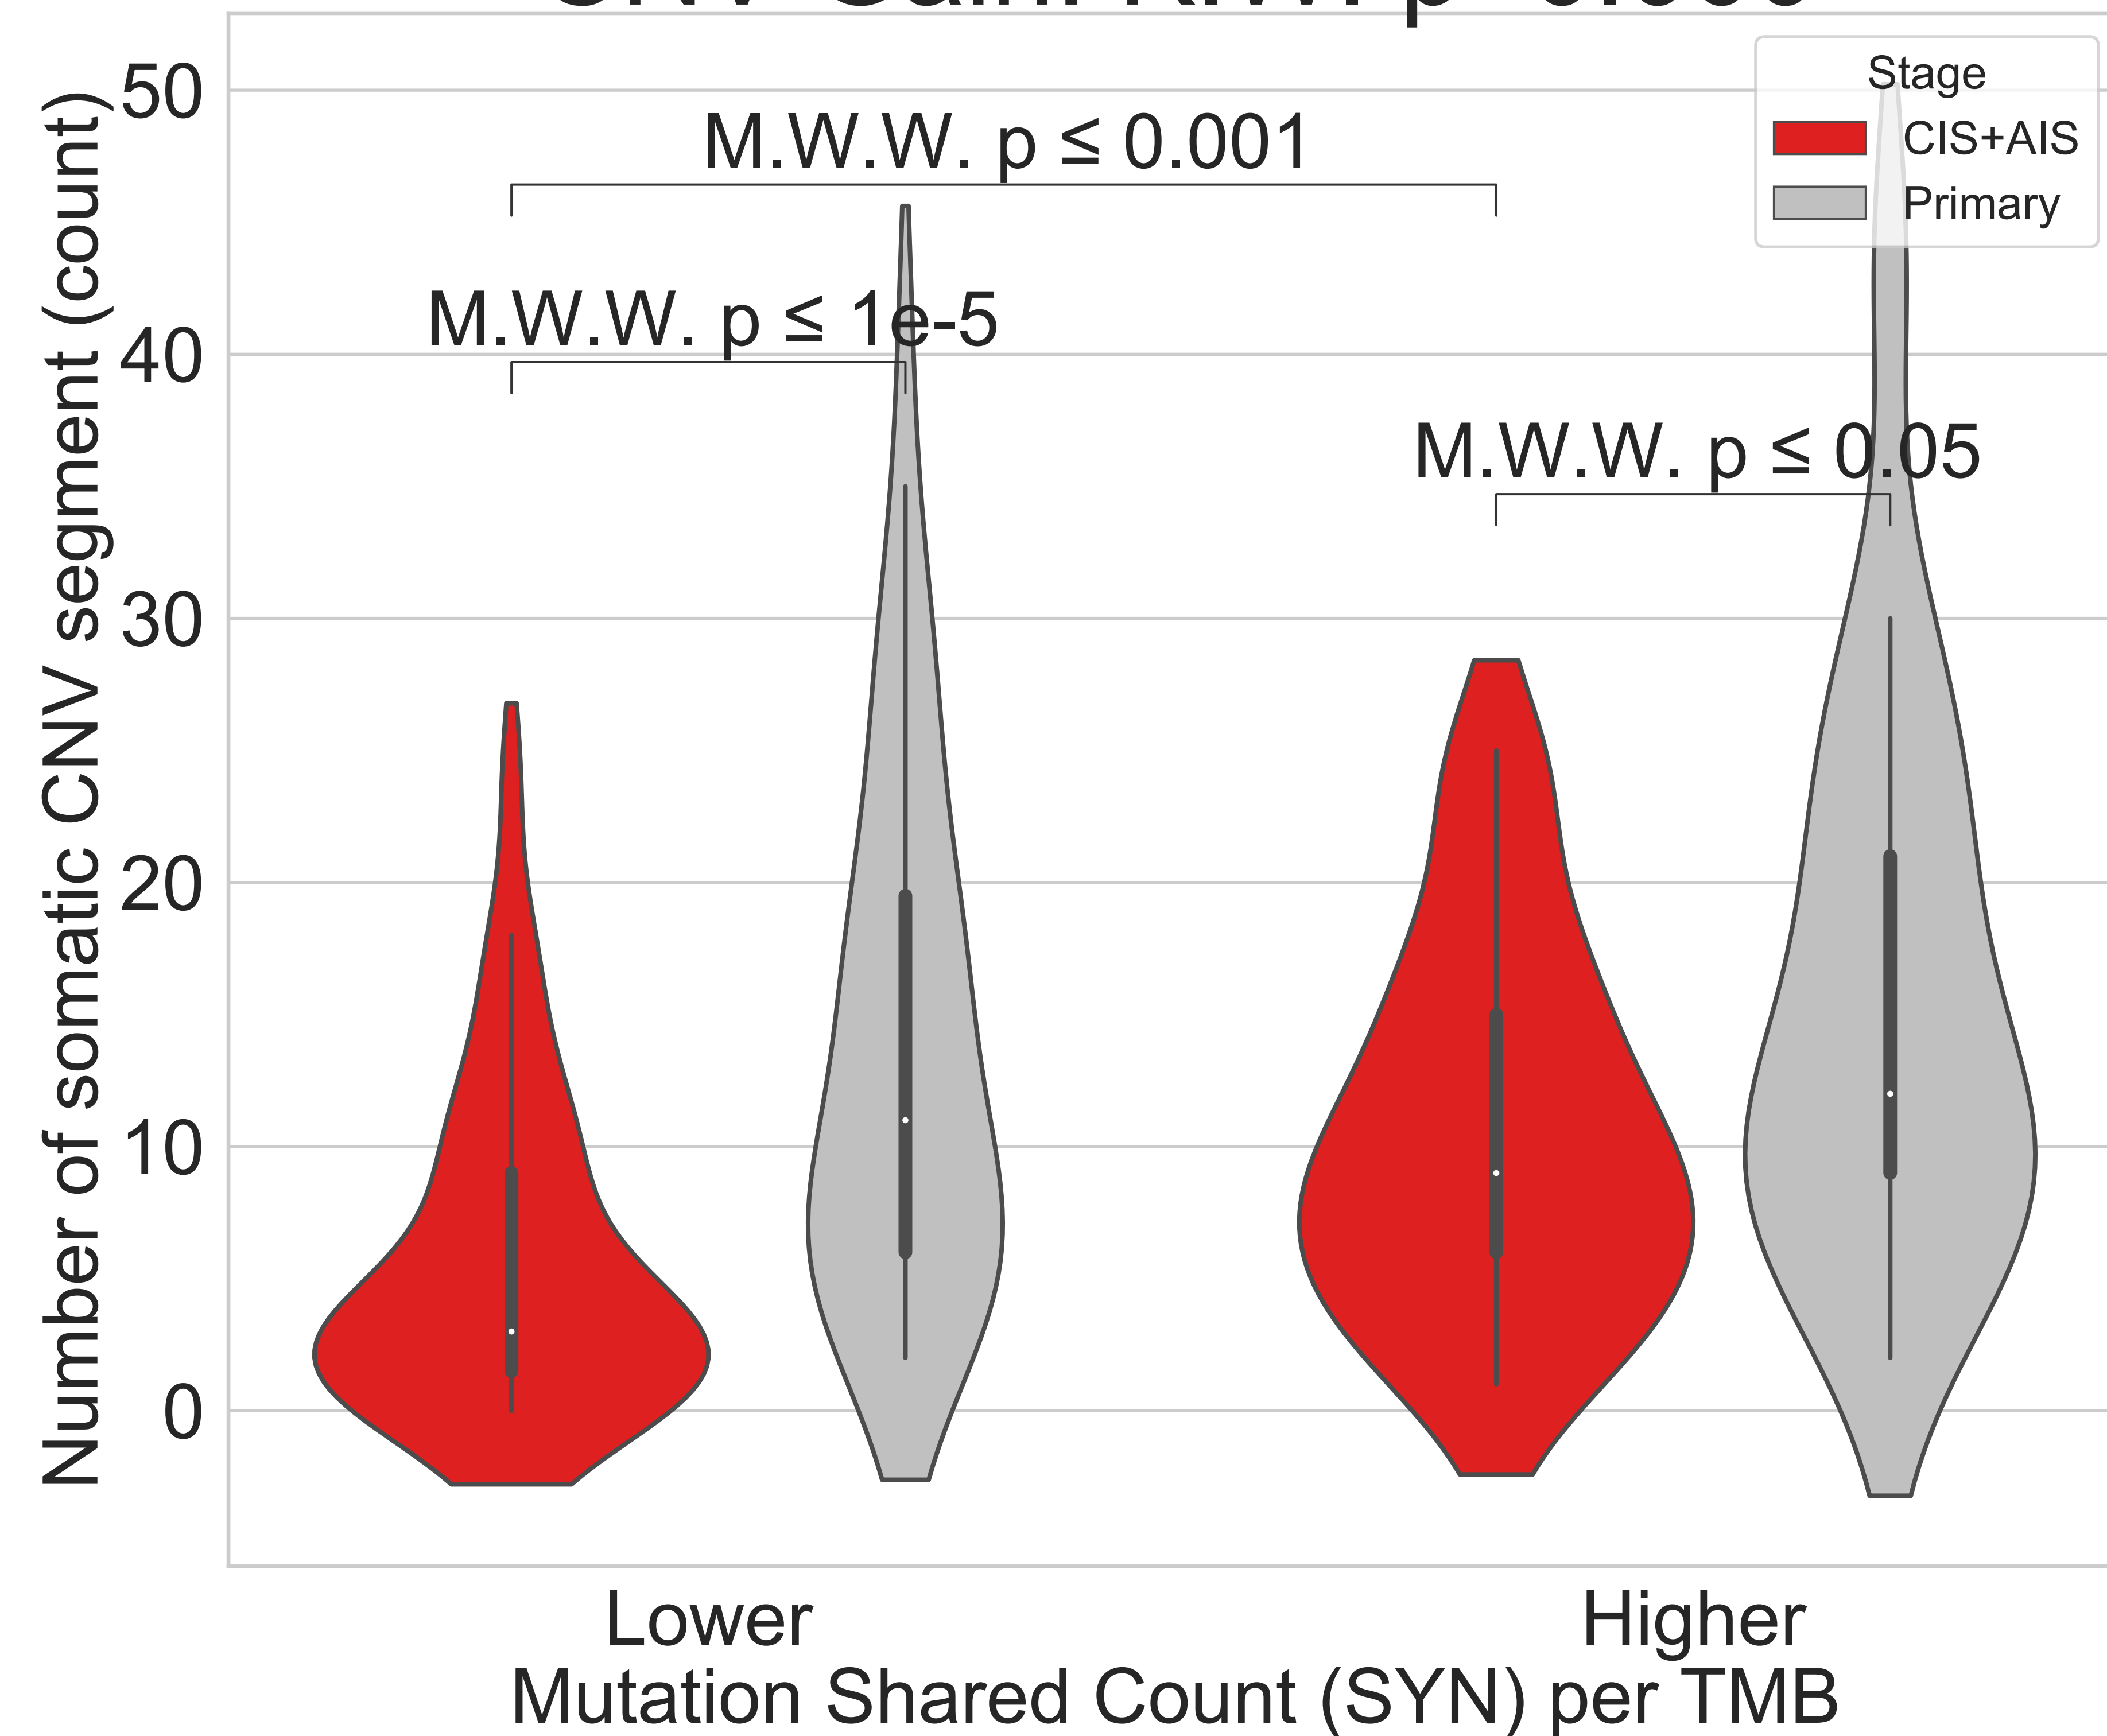 Number of somatic CNV segment (count)
50
40
30
20
10
0
M.W.W. p ≤ 0.001
M.W.W. p ≤ 1e-5
M.W.W. p ≤ 0.05
Stage
CIS+AIS
Primary
Lower
Higher
Mutation Shared Count (SYN) per TMB